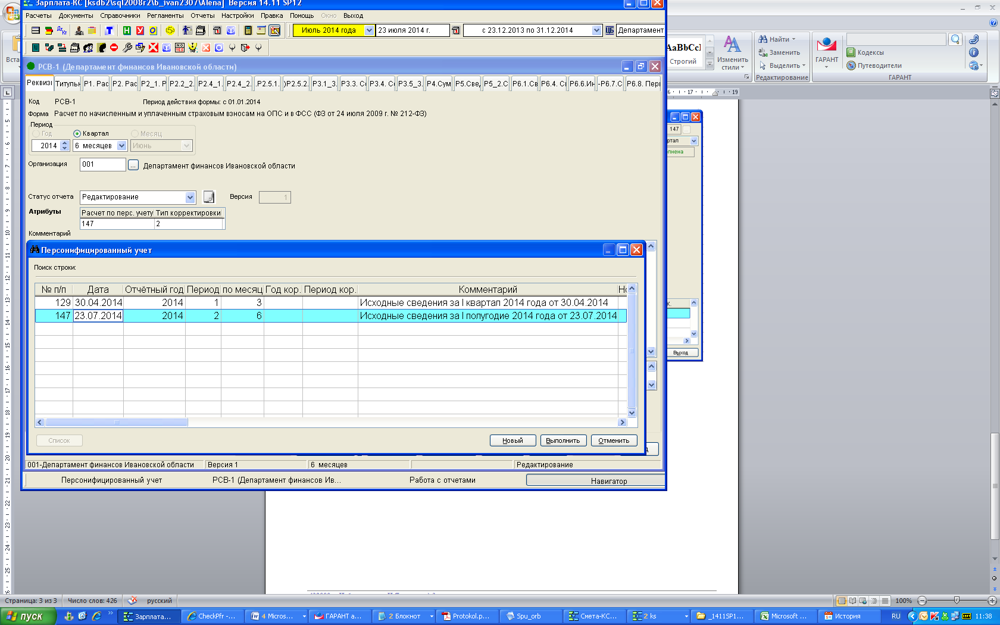 Зарплата-КС [ksdb2\sql2008r2\b_ivan2307\Alena] Версия 14.11 SP12
Расчеты Документы Справочники Регламенты Отчеты Настройки Правка Помощь Окно Выход
Июль 2014 года 23 июля 2014 г. с 23.12.2013 по 31.12.2014 ЦБ Департамент
РСВ-1 (Департамент финансов Ивановской области)
Реквиз Титульн Р1. Рас Р2. Рас Р2_1. Р Р2.2_2. Р2.4_1. Р2.4_2. .Р2.5.1. )Р2.5.2. Р3.1_3. Р3.3. Со Р3.4. Со Р3.5_3. Р4.Сум Р5.Све, Р5_2.С Р6.1.Св Р6.4. Св Р6.6.Ин -Р6.7.С Р6.8. Пери
Код РСВ-1 Период действия формы: с 01.01.2014
Форма Расчет по начисленным и уплаченным страховым взносам на ОПС и в ФСС (ФЗ от 24 июля 2009 г. № 212-ФЗ)
Период
Год Квартал Месяц
2014 6 месяцев Июнь
Организация 001 ... Департамент финансов Ивановской области
Статус отчета Редактирование Версия 1
Атрибуты Расчет по перс. учету Тип корректировки
147 2
Комментарий
Персонифицированный учет
Поиск строки:
№ п/п Дата Отчётный год Период по месяц Год кор. Период кор. Комментарий Но
129 30.04.2014 2014 1 3 Исходные сведения за I квартал 2014 года от 30.04.2014
147 23.07.2014 2014 2 6 Исходные сведения за I полугодие 2014 года от 23.07.2014
Список Новый Выполнить Отменить
001-Департамент финансов Ивановской области Версия 1 6 месяцев Редактирование
Персонифицированный учет РСВ-1 (Департамент финансов Ив... Работа с отчетами Навигатор
Вста
AaBbCcI
Строгий
Изменить стили
Найти
Заменить
Выделить
Редактирование
ГАРАНТ
Кодексы
Путеводители
ГАРАНТ
17 18 19
147
ртал
лнена
Выход
Страница: 3 из 3 Число слов: 426 русский 100%
пуск Зарплата... CheckPfr -... 4 Micros... ГАРАНТ а... 2 Блокнот Protokol.p... Spu_orb Смета-КС... 2 ks _1411SP1... Microsoft ... История RU 11:38